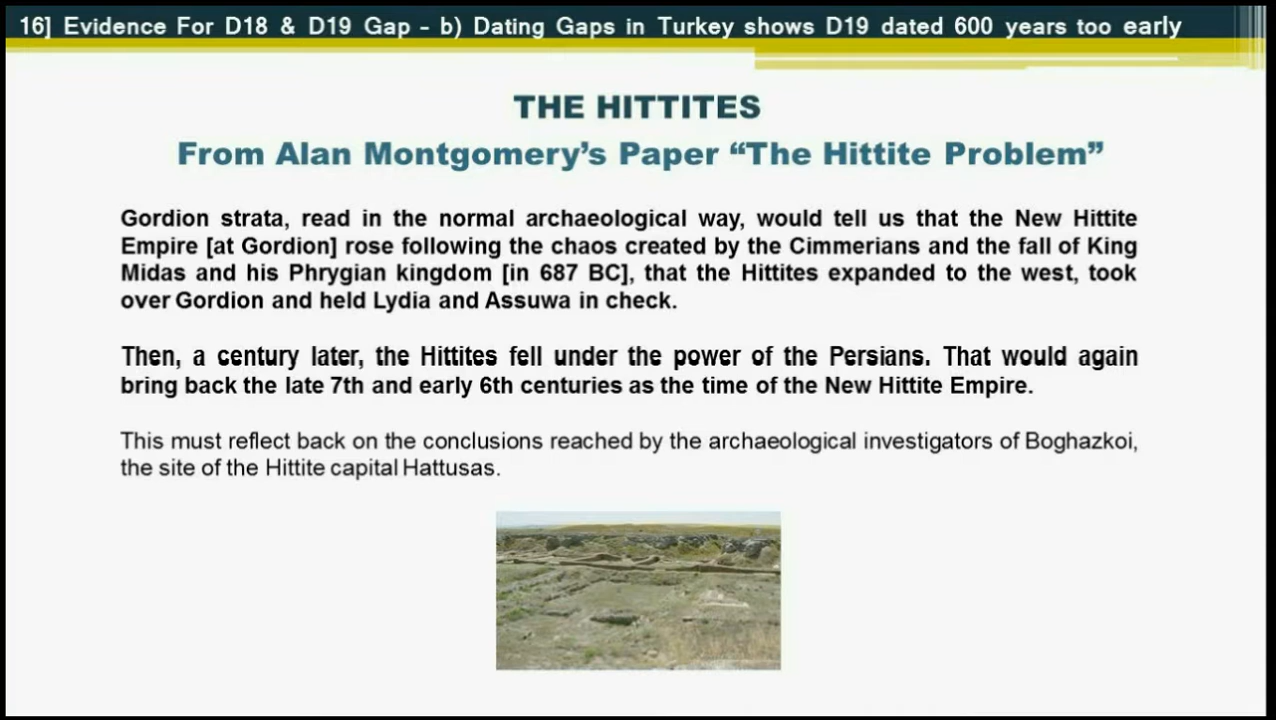 16] Evidence For D18 & D19 Gap - b) Dating Gaps in Turkey shows D19 dated 600 years too early
THE HITTITES
From Alan Montgomery’s Paper “The Hittite Problem”
Gordion strata, read in the normal archaeological way, would tell us that the New Hittite
Empire [at Gordion] rose following the chaos created by the Cimmerians and the fall of King
Midas and his Phrygian kingdom [in 687 BC], that the Hittites expanded to the west, took
over Gordion and held Lydia and Assuwa in check.
Then, a century later, the Hittites fell under the power of the Persians. That would again
bring back the late 7th and early 6th centuries as the time of the New Hittite Empire.
This must reflect back on the conclusions reached by the archaeological investigators of Boghazkoi,
the site of the Hittite capital Hattusas.